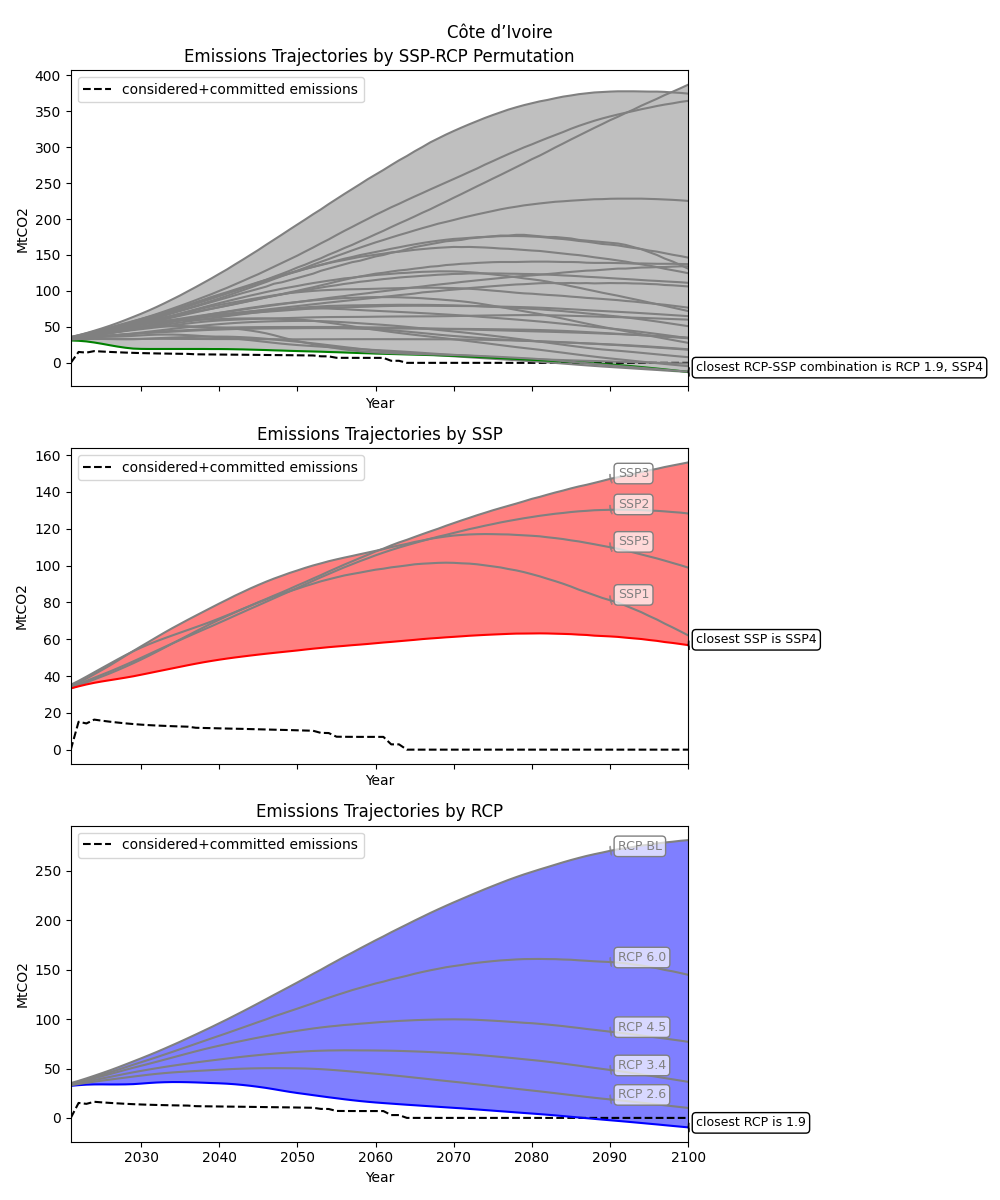 Côte d’Ivoire
Emissions Trajectories by SSP-RCP Permutation
400
350
300
250
200
150
100
50
0
MtCO2
considered+committed emissions
closest RCP-SSP combination is RCP 1.9, SSP4
Year
Emissions Trajectories by SSP
160
140
120
100
80
60
40
20
0
MtCO2
considered+committed emissions
SSP3
SSP2
SSP5
SSP1
closest SSP is SSP4
Year
Emissions Trajectories by RCP
250
200
150
100
50
0
MtCO2
considered+committed emissions
RCP BL
RCP 6.0
RCP 4.5
RCP 3.4
RCP 2.6
closest RCP is 1.9
2030 2040 2050 2060 2070 2080 2090 2100
Year